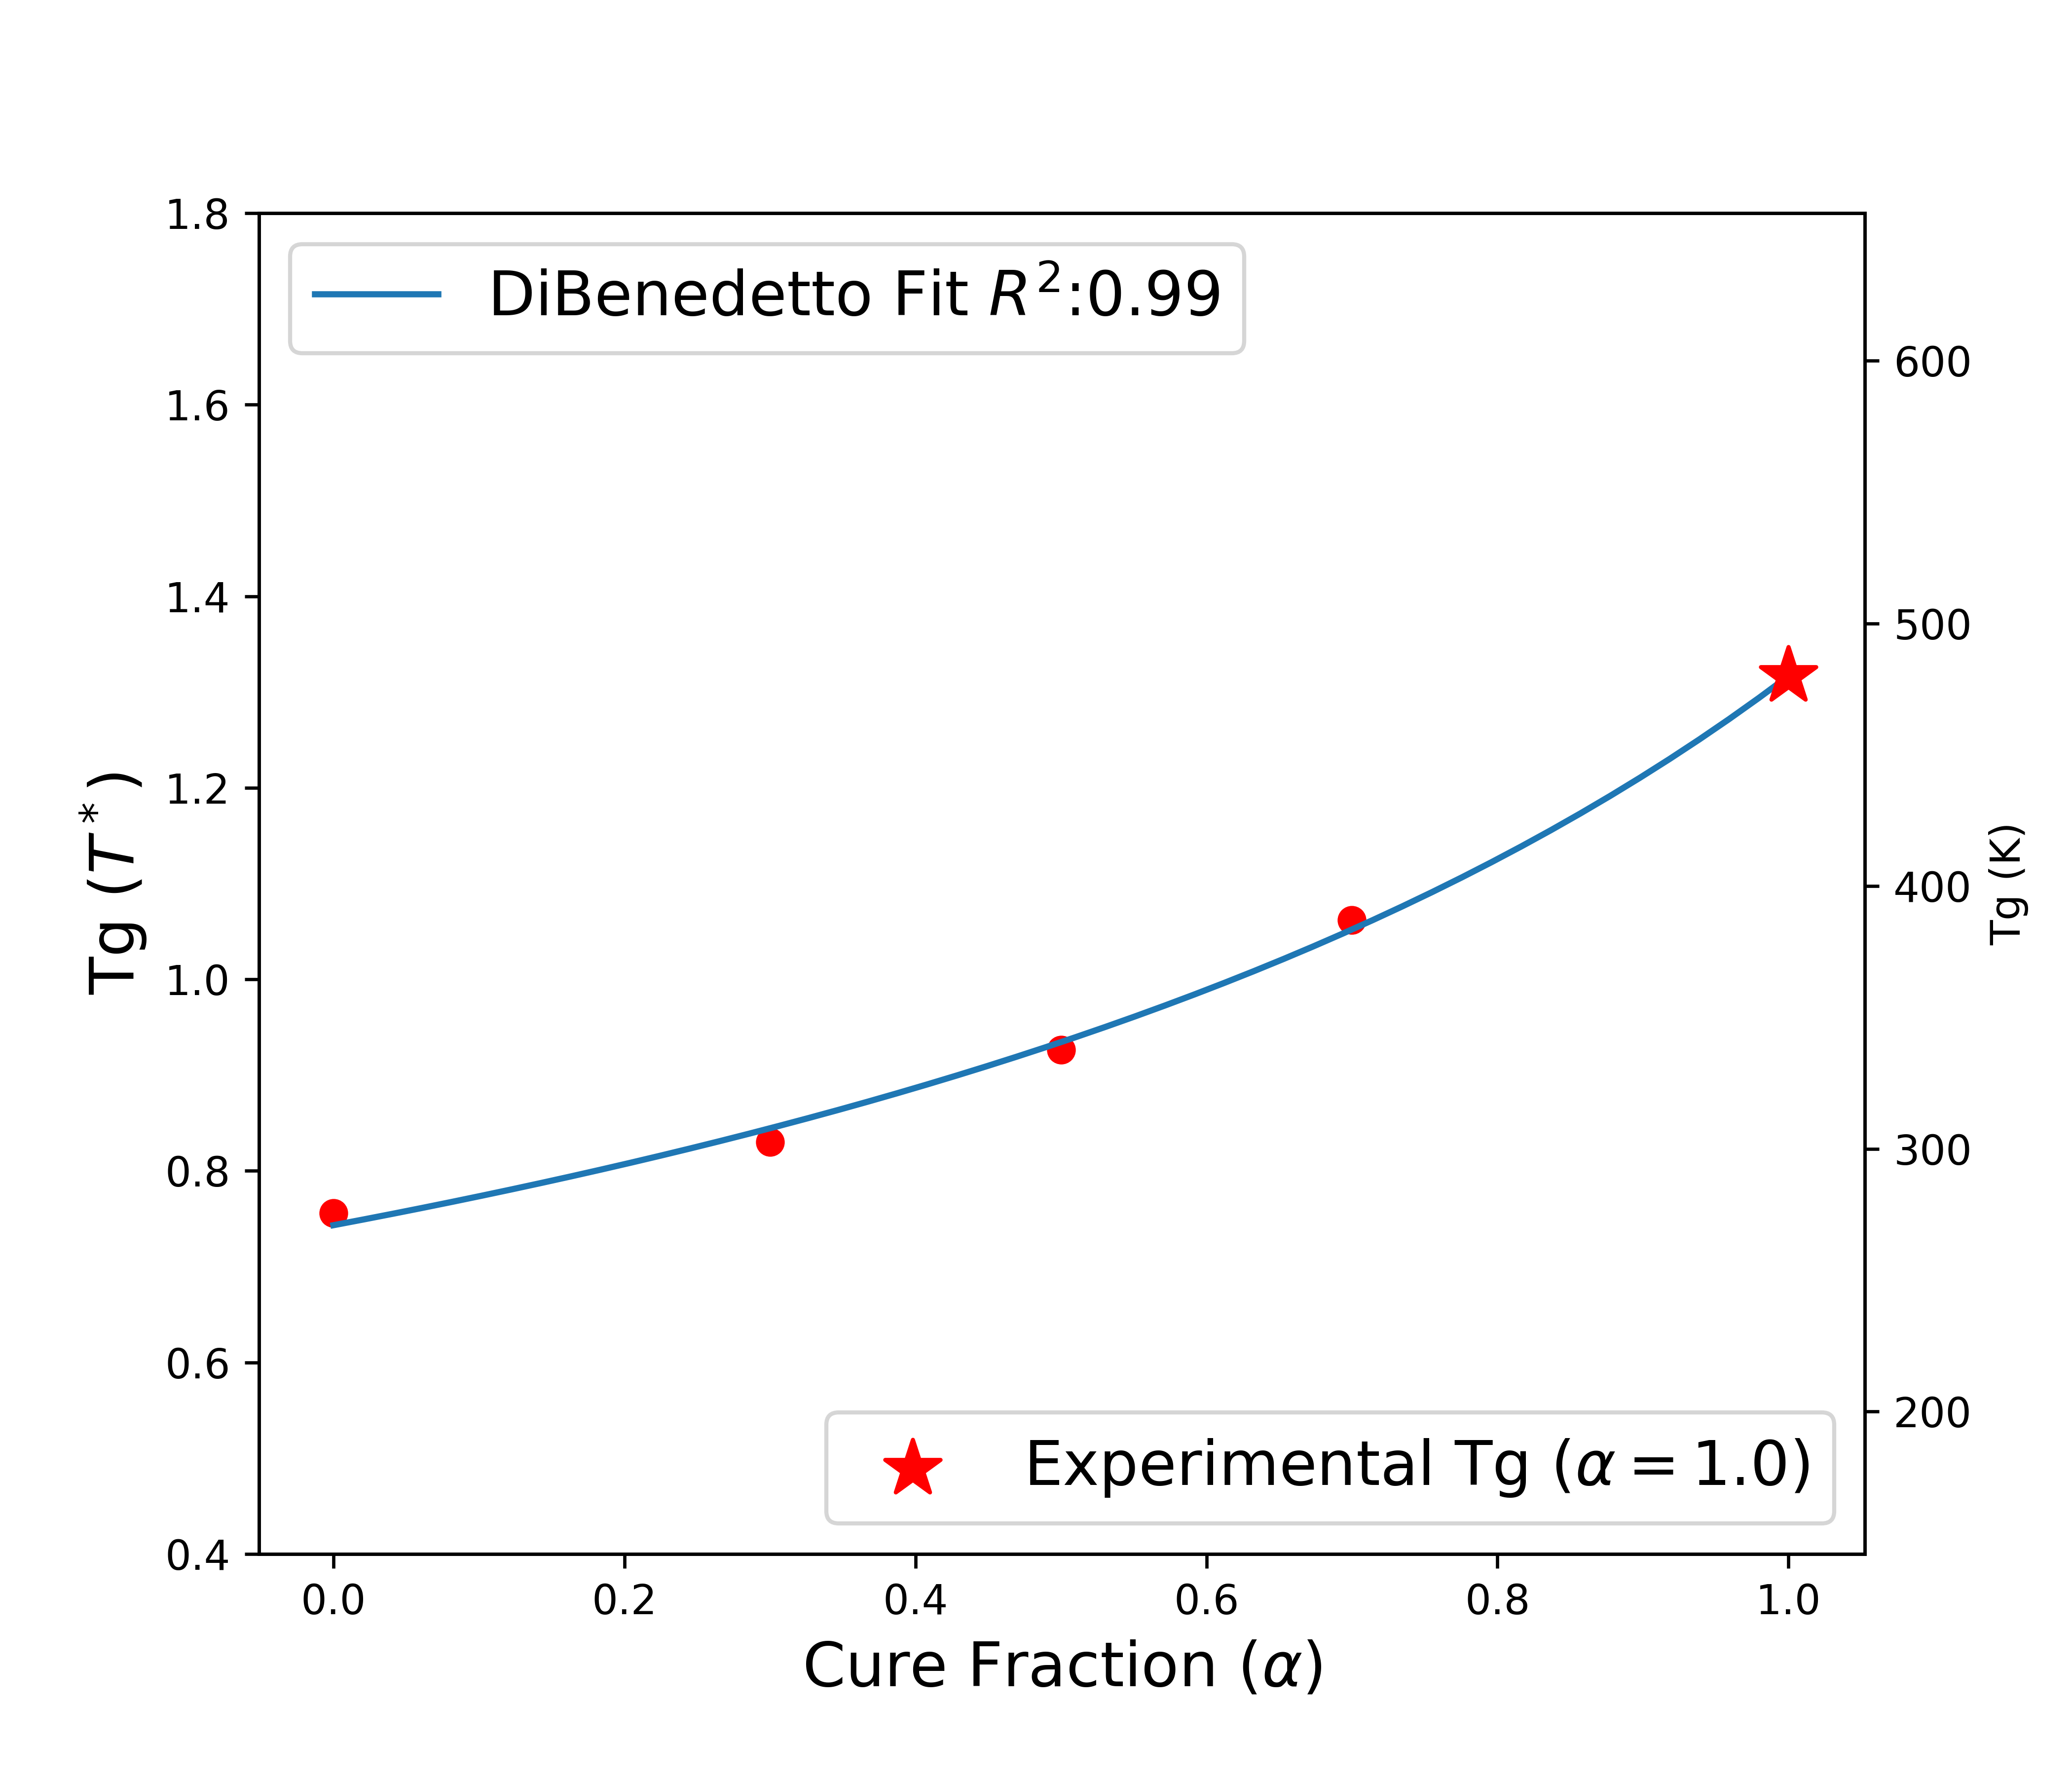 DiBenedetto Fit R²:0.99
1.8
1.6
1.4
1.2
1.0
0.8
0.6
0.4
Tg (T*)
600
500
400
300
200
Tg (K)
Experimental Tg (α = 1.0)
0.0 0.2 0.4 0.6 0.8 1.0
Cure Fraction (α)